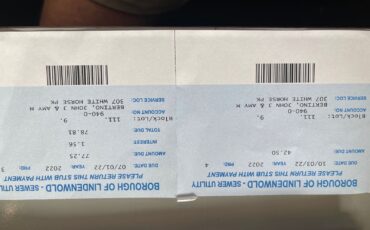 BOROUGH OF LINDENWOLD - SEWER UTILITY
PLEASE RETURN THIS STUB WITH PAYMENT
DUE DATE 10/01/22 YEAR: 2022 PRD: 4
AMOUNT DUE 42.50
Block/Lot: 111. 9.
ACCOUNT NO. 940-0
BERTINO, JOHN J & AMY M
SERVICE LOC: 307 WHITE HORSE PK
BOROUGH OF LINDENWOLD - SEWER UTILITY
PLEASE RETURN THIS STUB WITH PAYMENT
DUE DATE 07/01/22 YEAR: 2022 PRD: 3
AMOUNT DUE 77.25
INTEREST 1.56
TOTAL DUE 78.81
Block/Lot: 111. 9.
ACCOUNT NO. 940-0
BERTINO, JOHN J & AMY M
SERVICE LOC: 307 WHITE HORSE PK